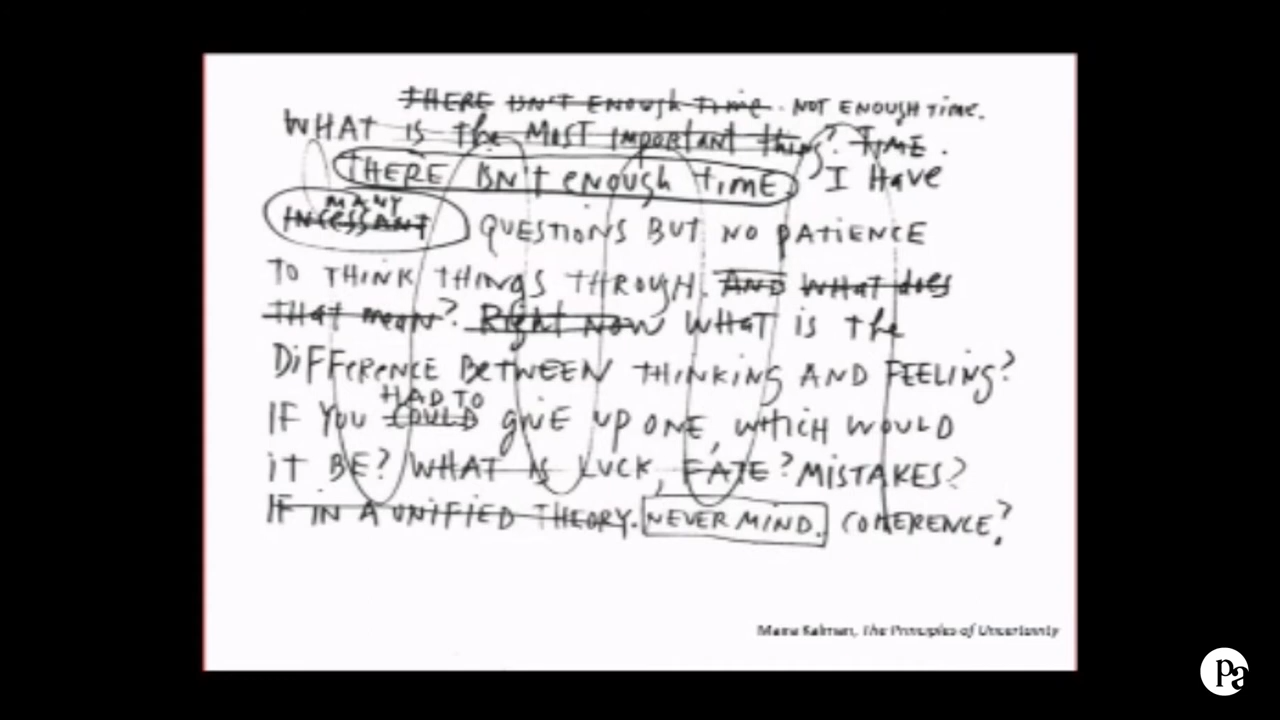 THERE ISN'T ENOUGH TIME. NOT ENOUGH TIME.
WHAT IS THE MOST IMPORTANT THING? TIME.
THERE ISN'T ENOUGH TIME. I HAVE
MANY
INCESSANT QUESTIONS BUT NO PATIENCE
TO THINK THINGS THROUGH. AND WHAT DOES
THAT MEAN? RIGHT NOW WHAT IS THE
DIFFERENCE BETWEEN THINKING AND FEELING?
HAD TO
IF YOU COULD GIVE UP ONE, WHICH WOULD
IT BE? WHAT IS LUCK, FATE? MISTAKES?
IF IN A UNIFIED THEORY. NEVER MIND. COHERENCE?
Maira Kalman, The Principles of Uncertainty
Pa